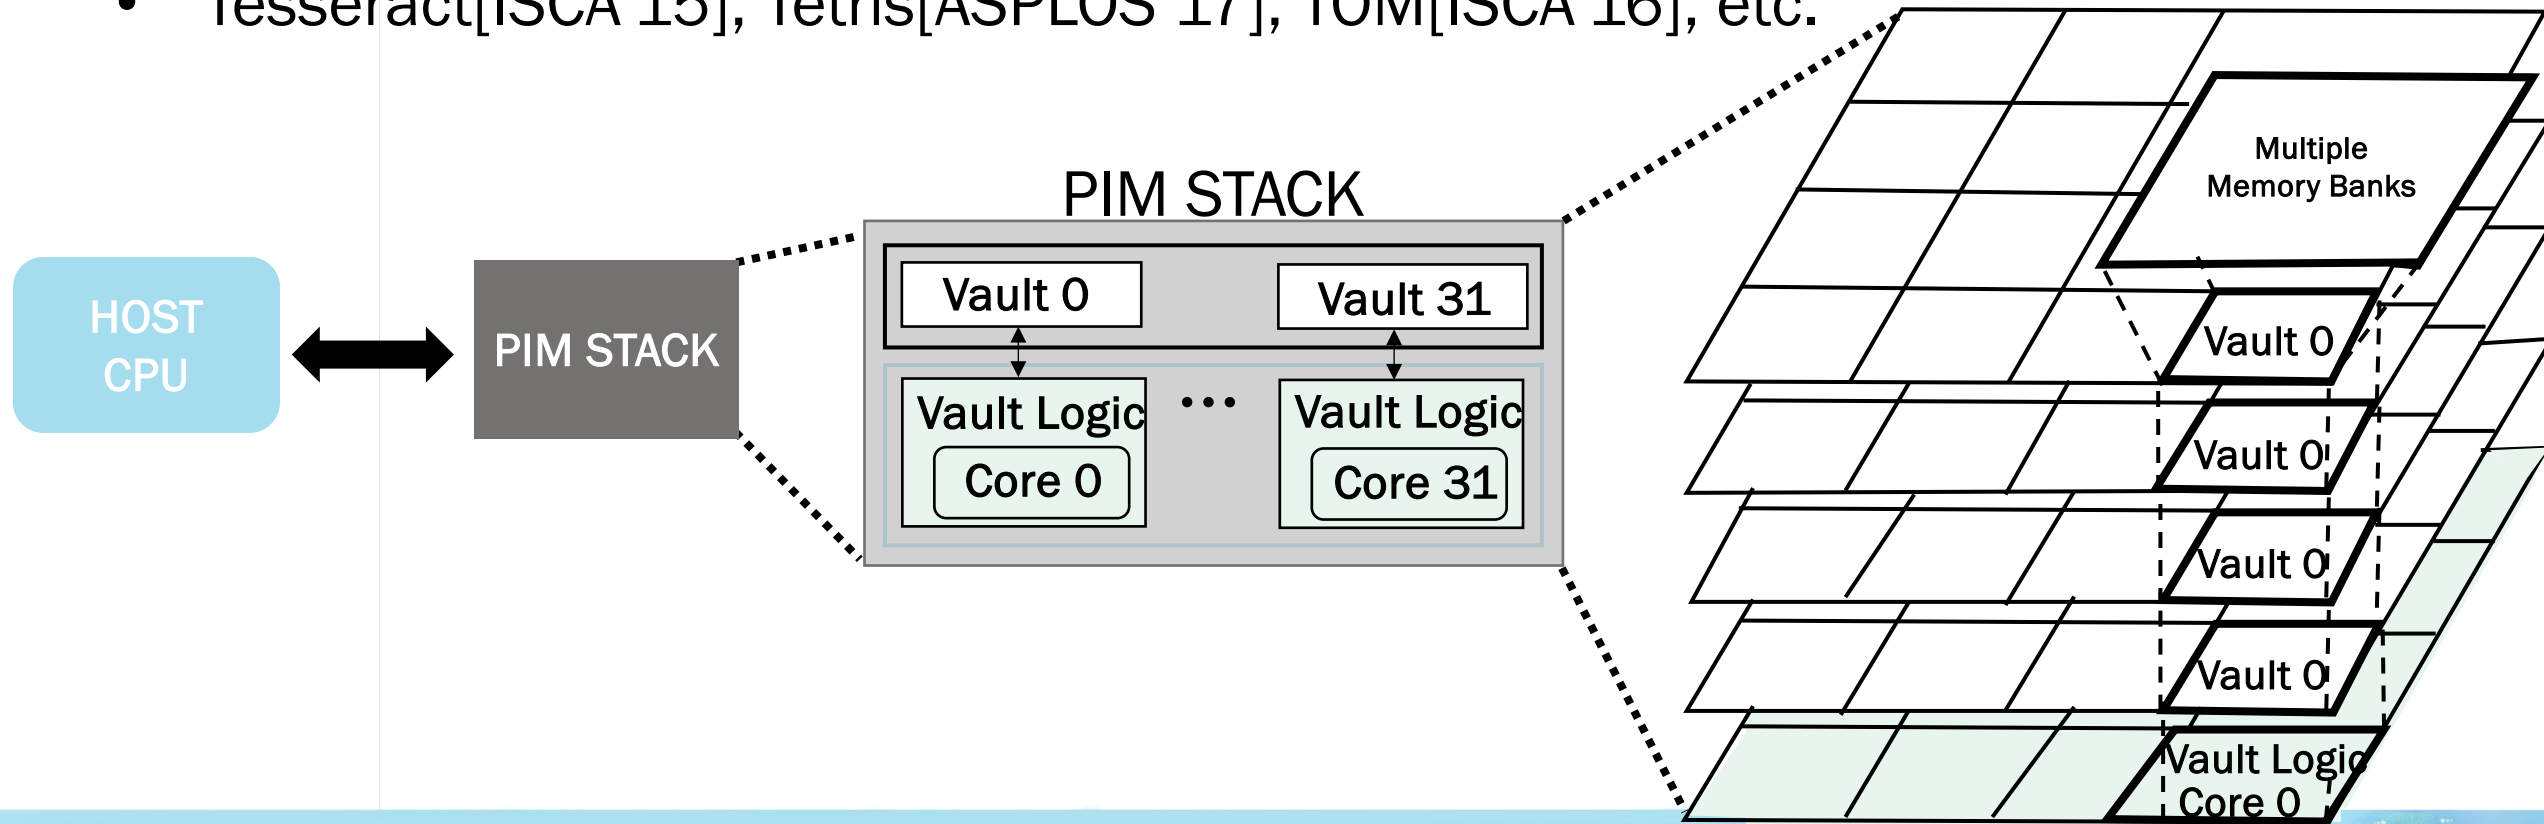 • Tesseract[ISCA 15], Tetris[ASPLOS 17], TOM[ISCA 16], etc.
PIM STACK
HOST
CPU
PIM STACK
Vault 0
Vault 31
Vault Logic
Core 0
...
Vault Logic
Core 31
Multiple
Memory Banks
Vault 0
Vault 0
Vault 0
Vault 0
Vault Logic
Core 0